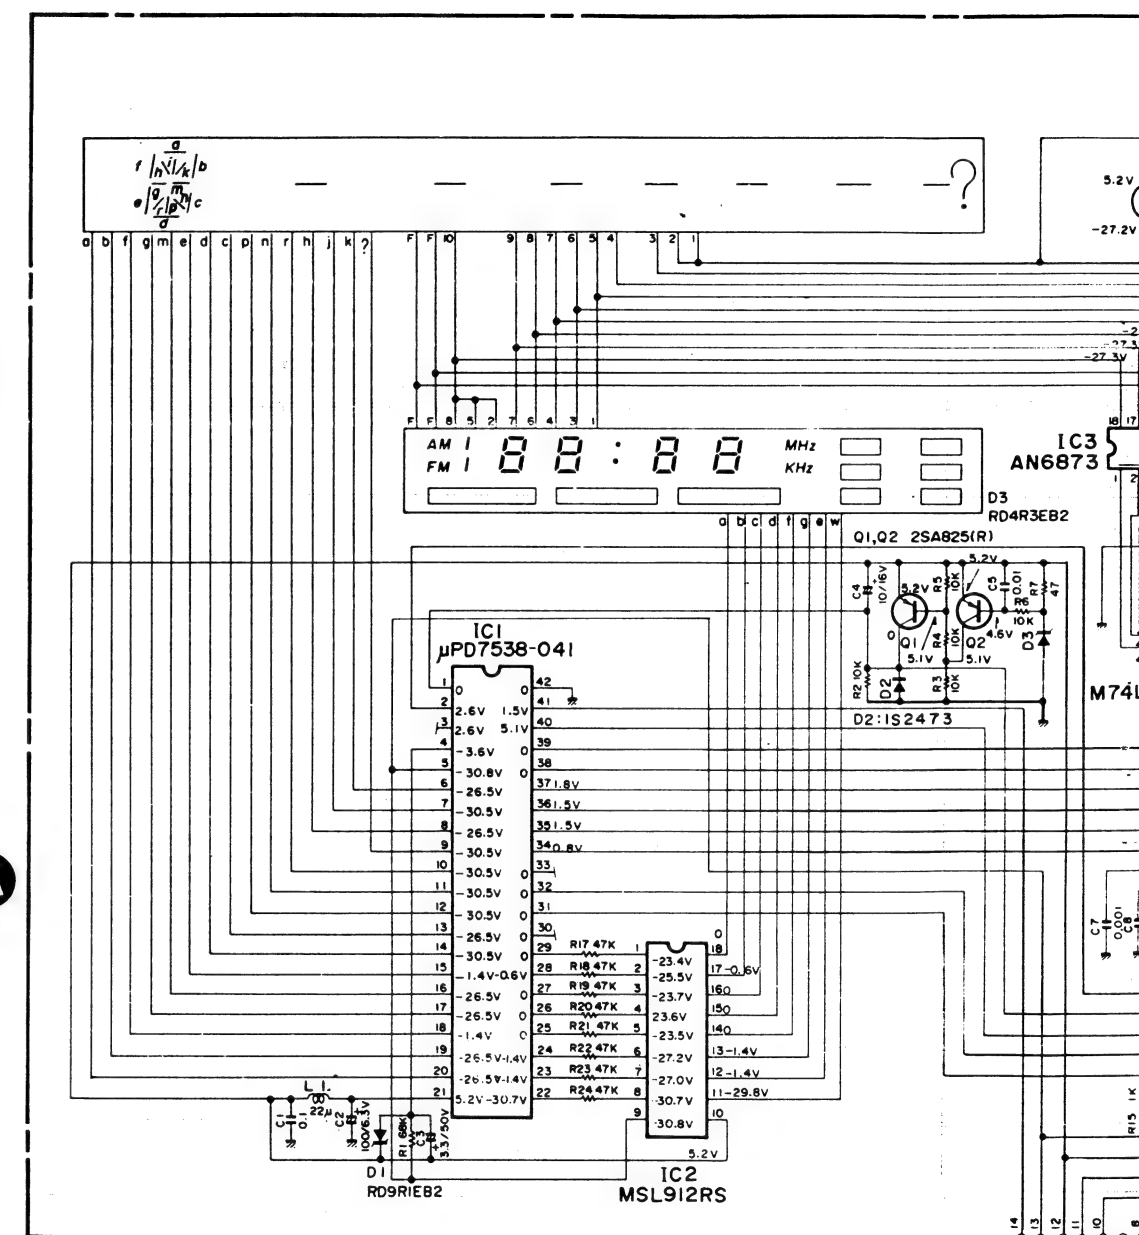 a
f h i k b
g m
e r p n c
d
?
a b f g m e d c p n r h j k ?
F F 10 9 8 7 6 5 4 3 2 1
5.2V
-27.2V
-27.3
-27.3V
F F 8 5 2 7 6 4 3 1
18 17
AM 1 88:88 MHz
FM KHz
IC3
AN6873
1 2
D3
RD4R3EB2
a b c d f g e w
Q1,Q2 2SA825(R)
5.2V
C4 10/16V
5.2V
R5 10K
C5 0.01
R7 47
R6
10K
4.6V
0
Q1
R4 10K
Q2
D3
5.1V
5.1V
R2 10K
D2
R3 10K
D2:1S2473
M74L
IC1
μPD7538-041
1 0 0 42
2 2.6V 1.5V 41
3 2.6V 5.1V 40
4 -3.6V 0 39
5 -30.8V 0 38
6 -26.5V 37 1.8V
7 -30.5V 36 1.5V
8 -26.5V 35 1.5V
9 -30.5V 34 0.8V
10 -30.5V 0 33
11 -30.5V 0 32
12 -30.5V 0 31
13 -26.5V 0 30
14 -30.5V 0 29 R17 47K 1 -23.4V 18 0
15 -1.4V -0.6V 28 R18 47K 2 -25.5V 17 -0.6V
16 -26.5V 0 27 R19 47K 3 -23.7V 16 0
17 -26.5V 0 26 R20 47K 4 23.6V 15 0
18 -1.4V 0 25 R21 47K 5 -23.5V 14 0
19 -26.5V -1.4V 24 R22 47K 6 -27.2V 13 -1.4V
20 -26.5V -1.4V 23 R23 47K 7 -27.0V 12 -1.4V
21 5.2V -30.7V 22 R24 47K 8 -30.7V 11 -29.8V
9 -30.8V 10
5.2V
L1
22μ
C1 0.1
C2 100/6.3V
D1
RD9R1EB2
R1 68K
C3 3.3/50V
IC2
MSL912RS
C7 0.001
C8
R15 1K
14 13 12 11 10 8